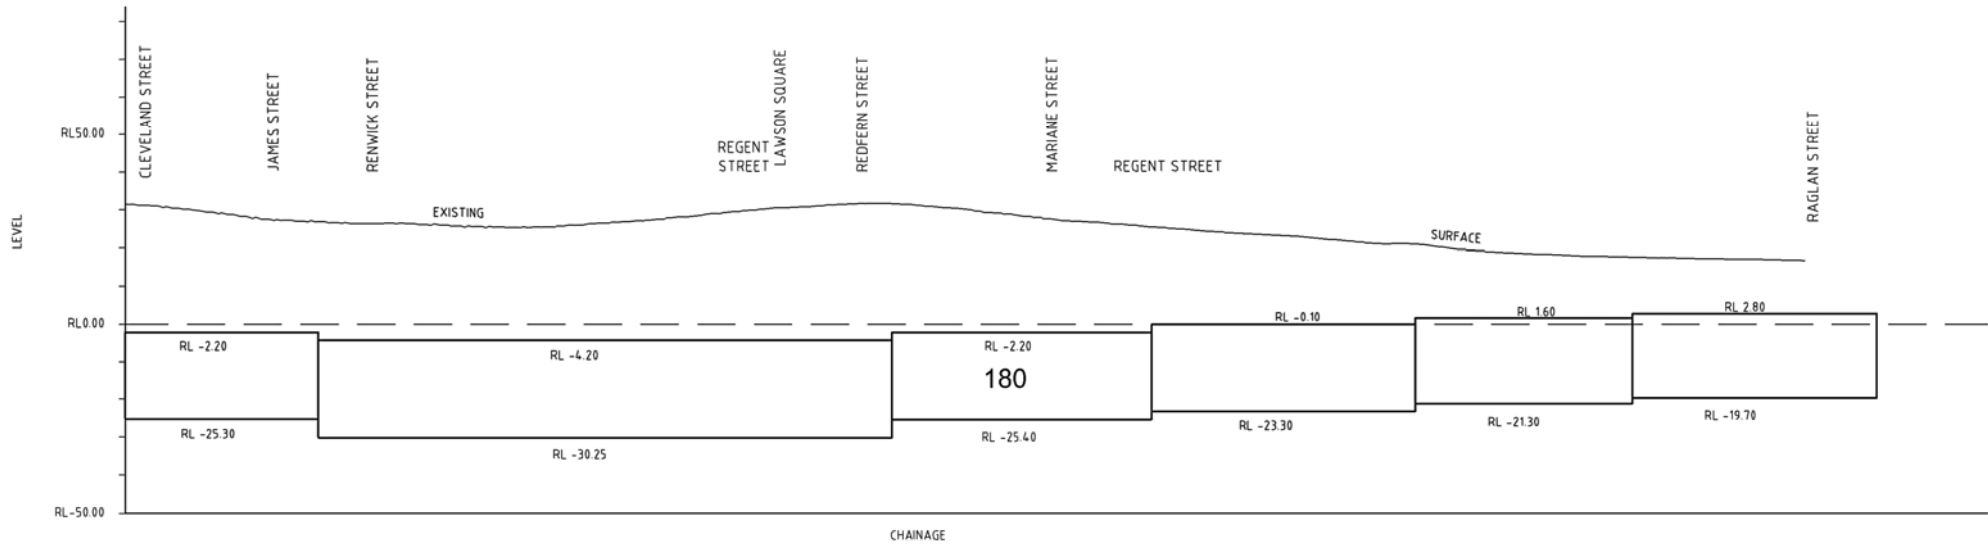 CLEVELAND STREET
JAMES STREET
RENWICK STREET
REGENT
STREET
LAWSON SQUARE
REDFERN STREET
MARIANE STREET
REGENT STREET
RAGLAN STREET
RL50.00
LEVEL
EXISTING
SURFACE
RL0.00
RL -2.20
RL -4.20
RL -2.20
RL -0.10
RL 1.60
RL 2.80
180
RL -25.30
RL -30.25
RL -25.40
RL -23.30
RL -21.30
RL -19.70
RL-50.00
CHAINAGE